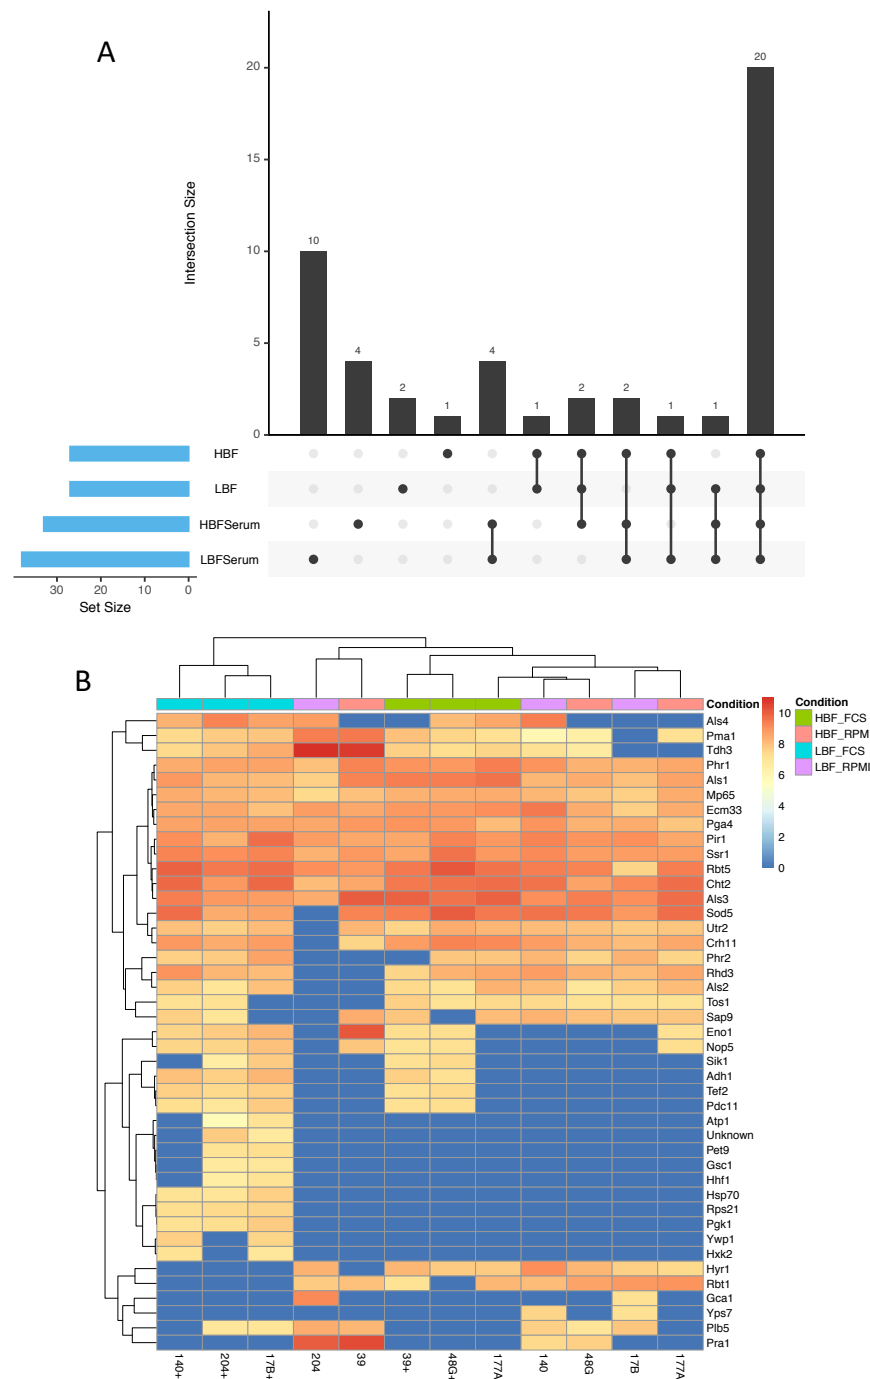 A
20
15
10
5
0
Intersection Size
10
4
2
1
4
1
2
2
1
1
20
HBF
LBF
HBFSerum
LBFSerum
30 20 10 0
Set Size
B
Condition
10
8
6
4
2
0
Condition
HBF_FCS
HBF_RPM
LBF_FCS
LBF_RPMI
Als4
Pma1
Tdh3
Phr1
Als1
Mp65
Ecm33
Pga4
Pir1
Ssr1
Rbt5
Cht2
Als3
Sod5
Utr2
Crh11
Phr2
Rhd3
Als2
Tos1
Sap9
Eno1
Nop5
Sik1
Adh1
Tef2
Pdc11
Atp1
Unknown
Pet9
Gsc1
Hhf1
Hsp70
Rps21
Pgk1
Ywp1
Hxk2
Hyr1
Rbt1
Gca1
Yps7
Plb5
Pra1
140+ 204+ 17B+ 204 39 39+ 48G+ 177A 140 48G 17B 177A